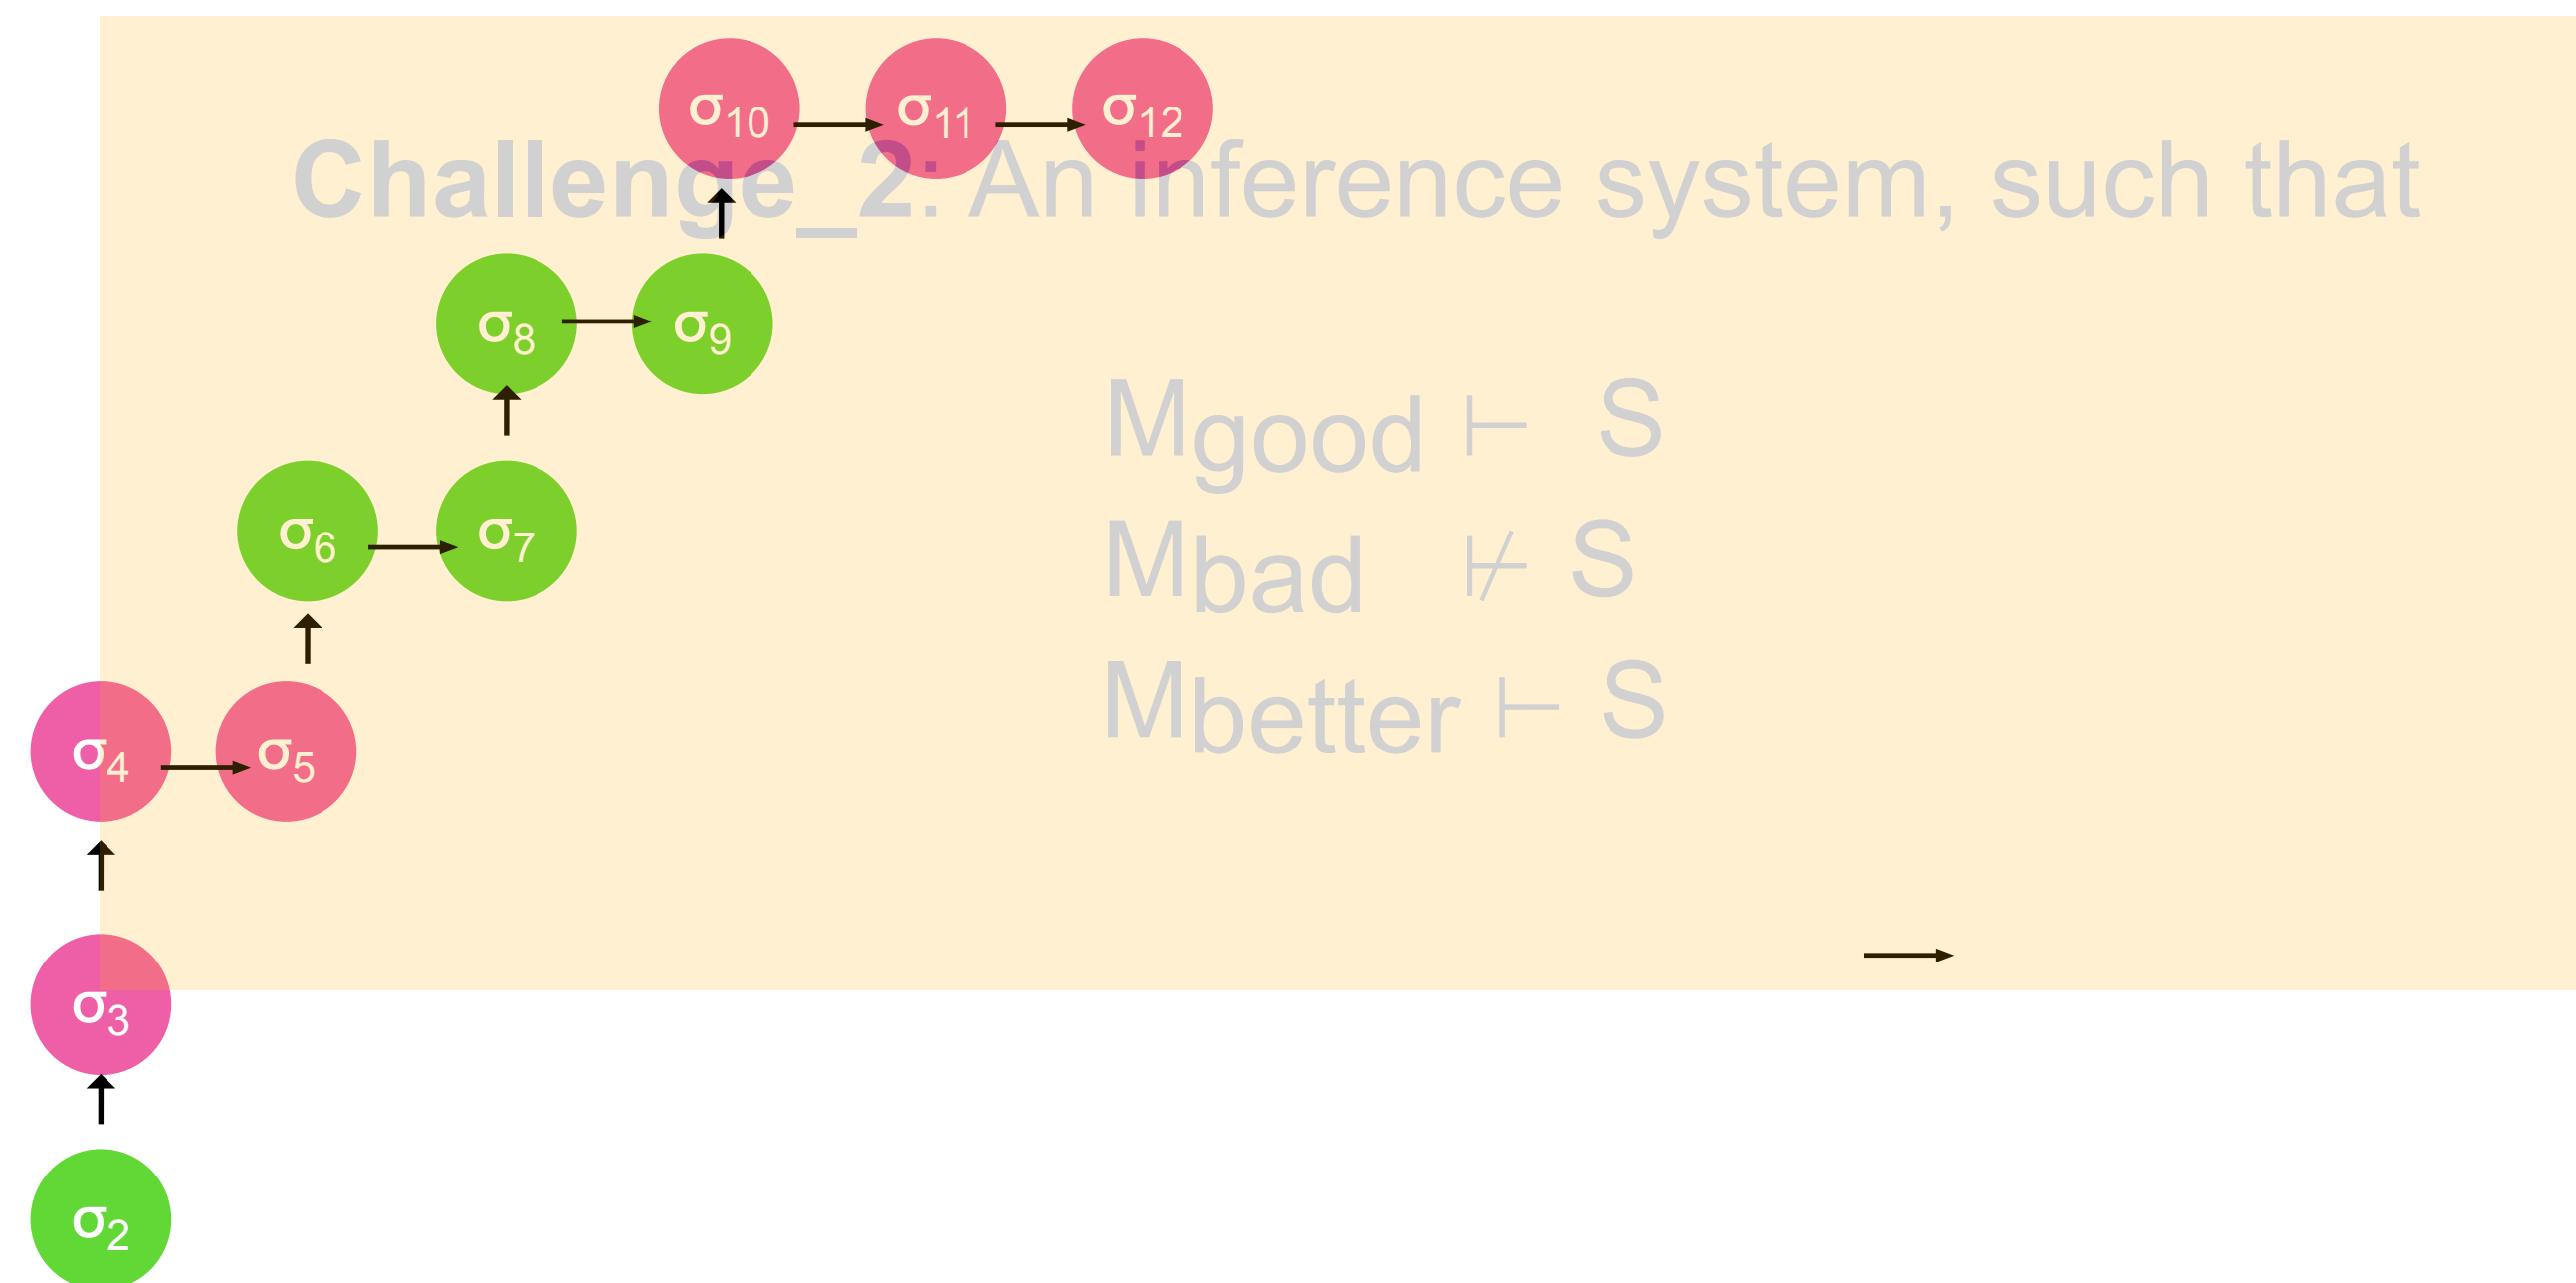 σ10 σ11 σ12
Challenge_2: An inference system, such that
σ8 σ9
Mgood ⊢ S
σ6 σ7
Mbad ⊬ S
Mbetter ⊢ S
σ4 σ5
σ3
σ2